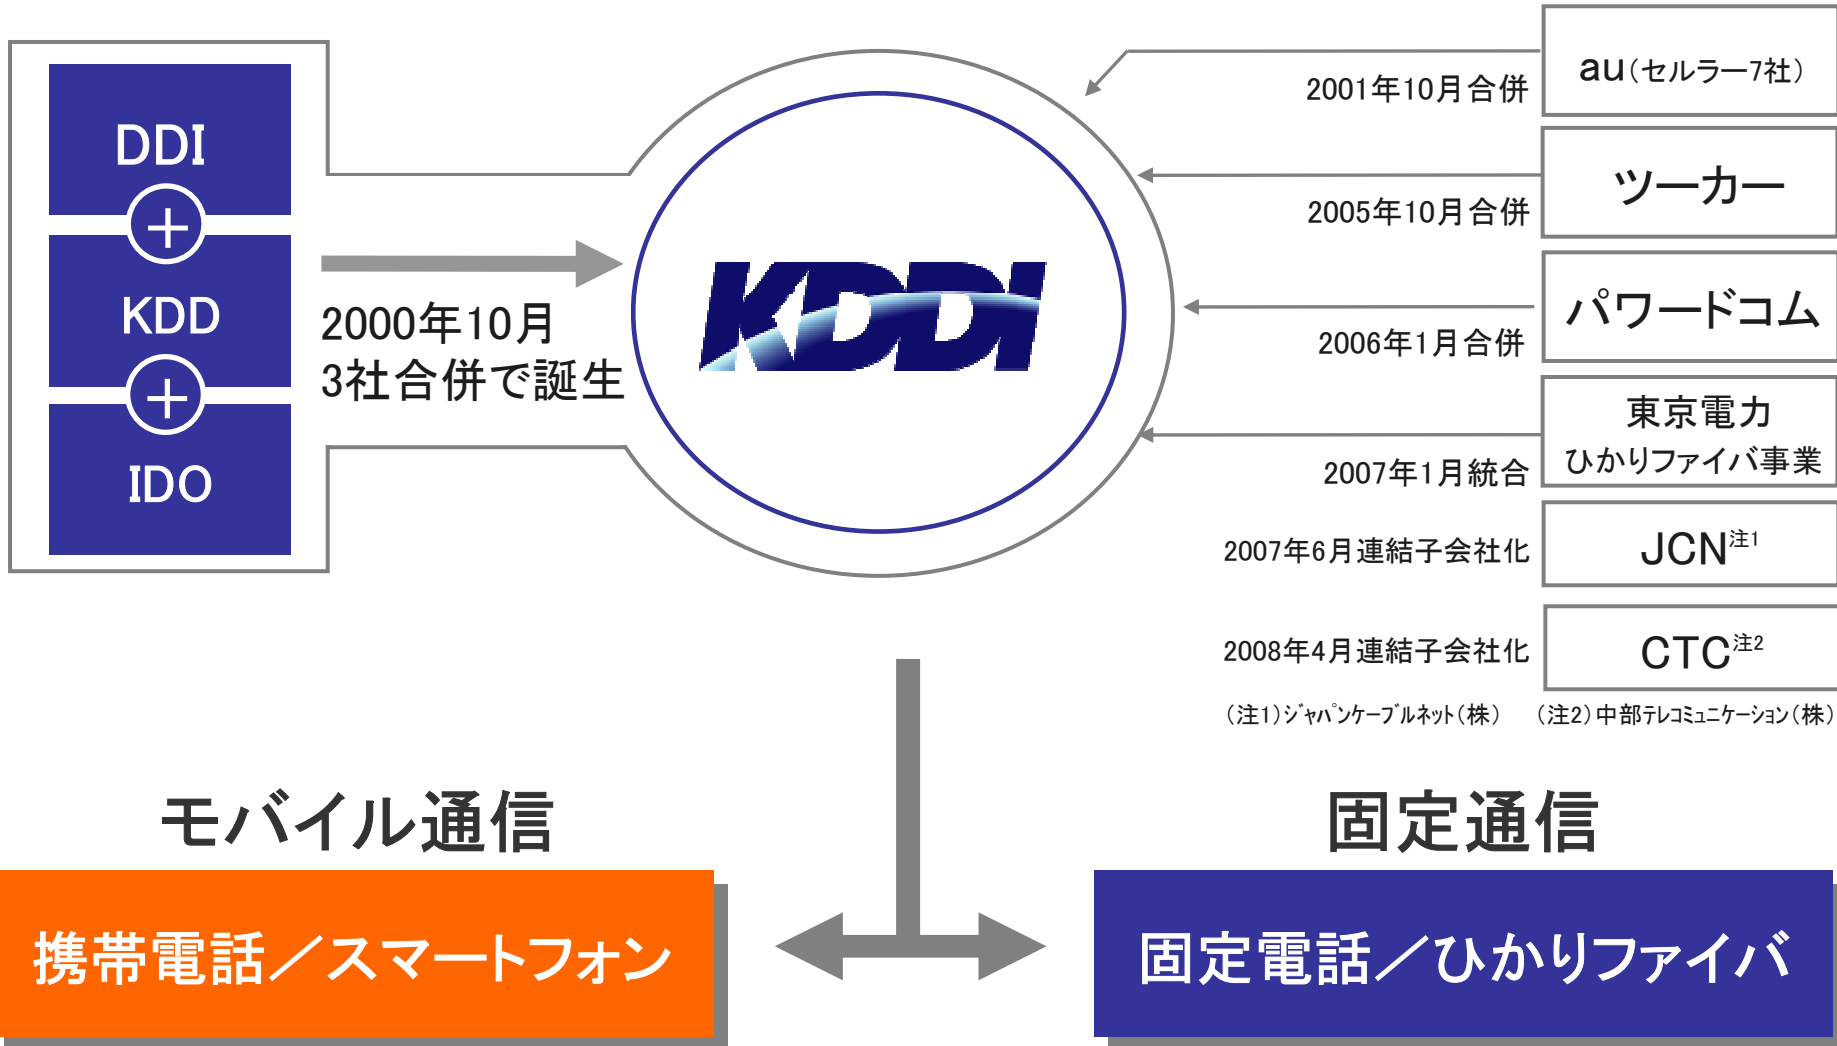 DDI
+
KDD
+
IDO
2000年10月
3社合併で誕生
KDDI
au（セルラー7社）
2001年10月合併
ツーカー
2005年10月合併
パワードコム
2006年1月合併
東京電力
ひかりファイバ事業
2007年1月統合
JCN注1
2007年6月連結子会社化
CTC注2
2008年4月連結子会社化
（注1）ｼﾞｬﾊﾟﾝｹｰﾌﾞﾙﾈｯﾄ（株） （注2）中部ﾃﾚｺﾐｭﾆｹｰｼｮﾝ（株）
モバイル通信
携帯電話／スマートフォン
固定通信
固定電話／ひかりファイバ